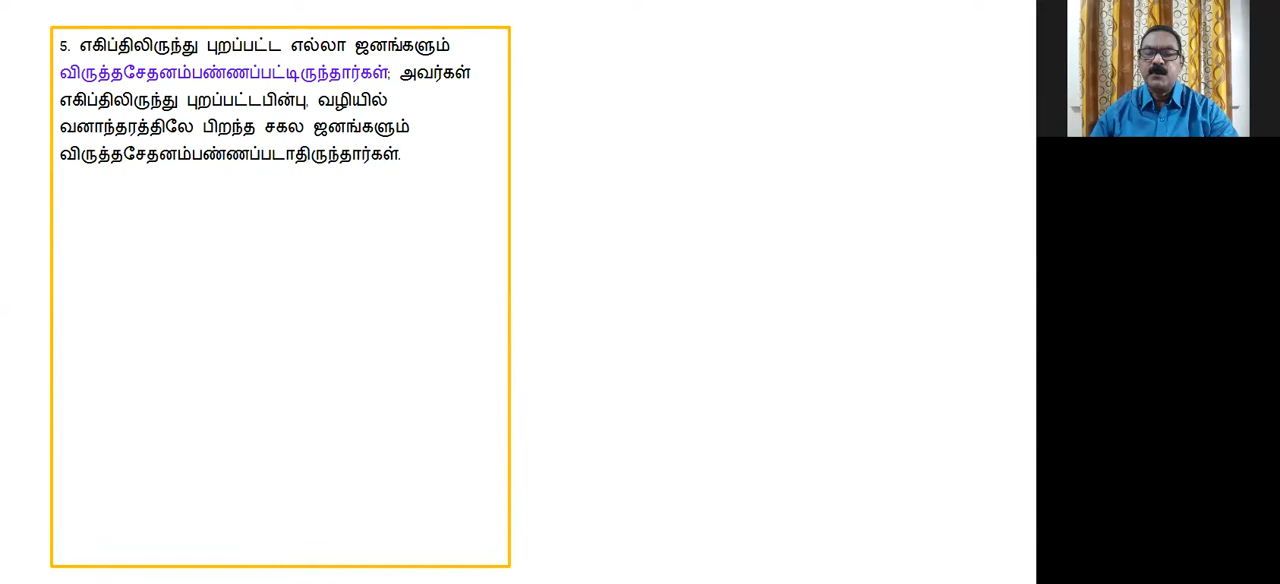 5. எகிப்திலிருந்து புறப்பட்ட எல்லா ஜனங்களும்
விருத்தசேதனம்பண்ணப்பட்டிருந்தார்கள்; அவர்கள்
எகிப்திலிருந்து புறப்பட்டபின்பு, வழியில்
வனாந்தரத்திலே பிறந்த சகல ஜனங்களும்
விருத்தசேதனம்பண்ணப்படாதிருந்தார்கள்.